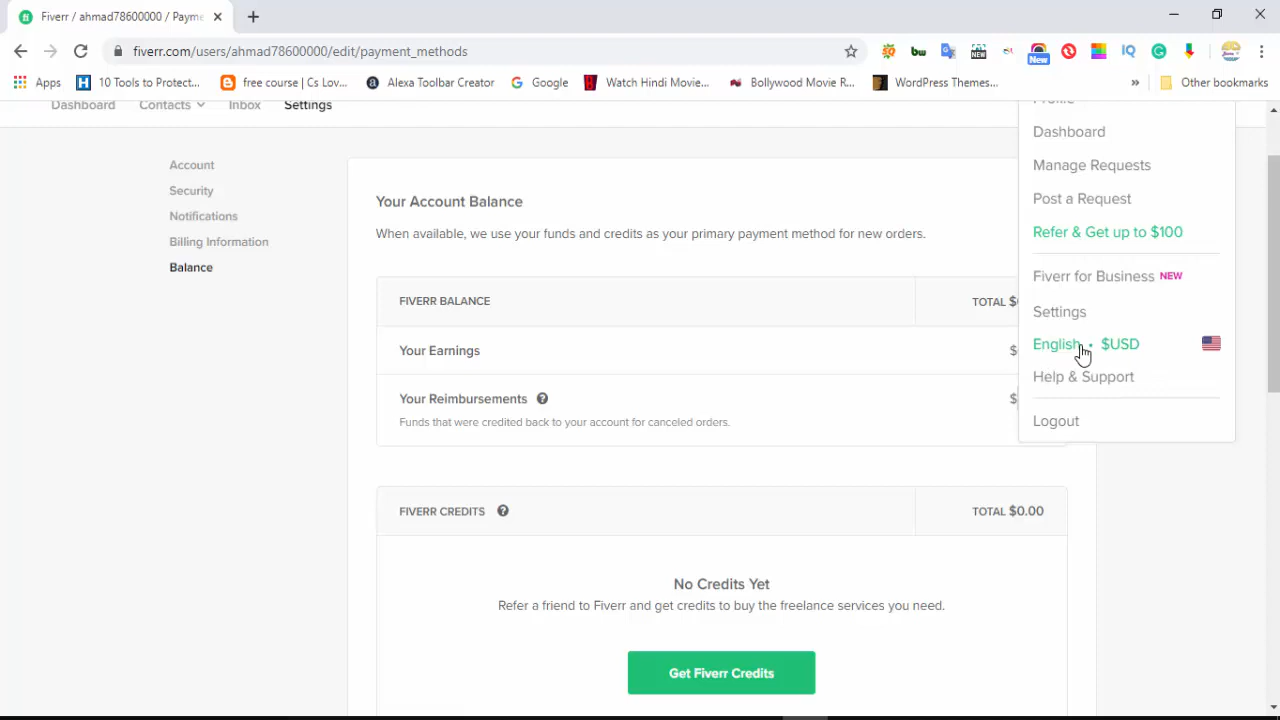 Fiverr / ahmad78600000 / Payme
fiverr.com/users/ahmad78600000/edit/payment_methods
New
NEW
IQ
Apps
10 Tools to Protect...
free course | Cs Lov...
Alexa Toolbar Creator
Google
Watch Hindi Movie...
Bollywood Movie R...
WordPress Themes...
»
Other bookmarks
Dashboard
Contacts
Inbox
Settings
Profile
Dashboard
Manage Requests
Post a Request
Refer & Get up to $100
Fiverr for Business NEW
Settings
English • $USD
Help & Support
Logout
Account
Security
Notifications
Billing Information
Balance
Your Account Balance
When available, we use your funds and credits as your primary payment method for new orders.
FIVERR BALANCE
TOTAL $
Your Earnings
$
Your Reimbursements ?
$
Funds that were credited back to your account for canceled orders.
FIVERR CREDITS ?
TOTAL $0.00
No Credits Yet
Refer a friend to Fiverr and get credits to buy the freelance services you need.
Get Fiverr Credits